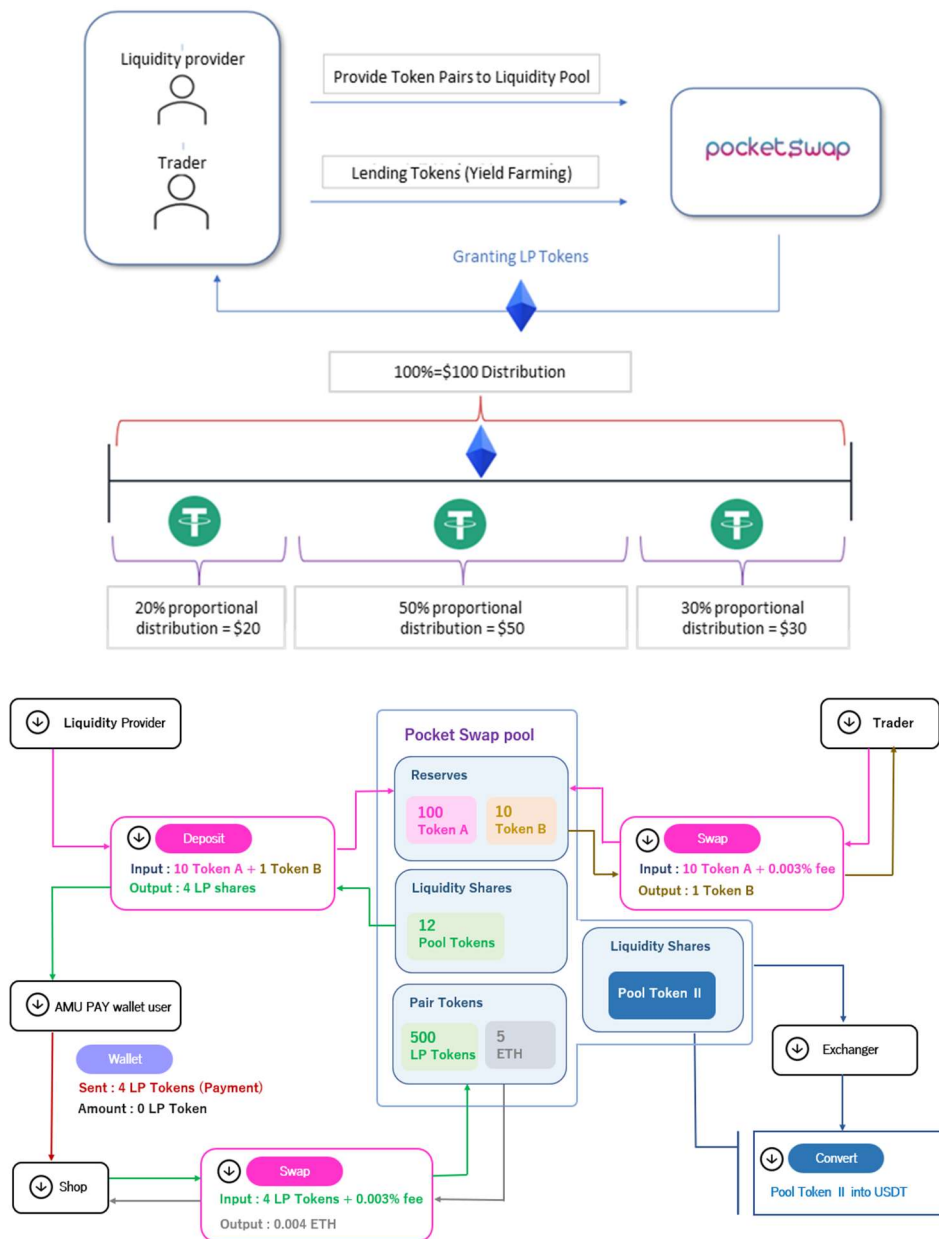 Liquidity provider
Provide Token Pairs to Liquidity Pool
Trader
Lending Tokens (Yield Farming)
pocketswap
Granting LP Tokens
100%=$100 Distribution
20% proportional
distribution = $20
50% proportional
distribution = $50
30% proportional
distribution = $30
Liquidity Provider
Pocket Swap pool
Trader
Reserves
100
Token A
10
Token B
Deposit
Input : 10 Token A + 1 Token B
Output : 4 LP shares
Swap
Input : 10 Token A + 0.003% fee
Output : 1 Token B
Liquidity Shares
12
Pool Tokens
Liquidity Shares
Pool Token II
AMU PAY wallet user
Pair Tokens
500
LP Tokens
5
ETH
Exchanger
Wallet
Sent : 4 LP Tokens (Payment)
Amount : 0 LP Token
Shop
Swap
Input : 4 LP Tokens + 0.003% fee
Output : 0.004 ETH
Convert
Pool Token II into USDT